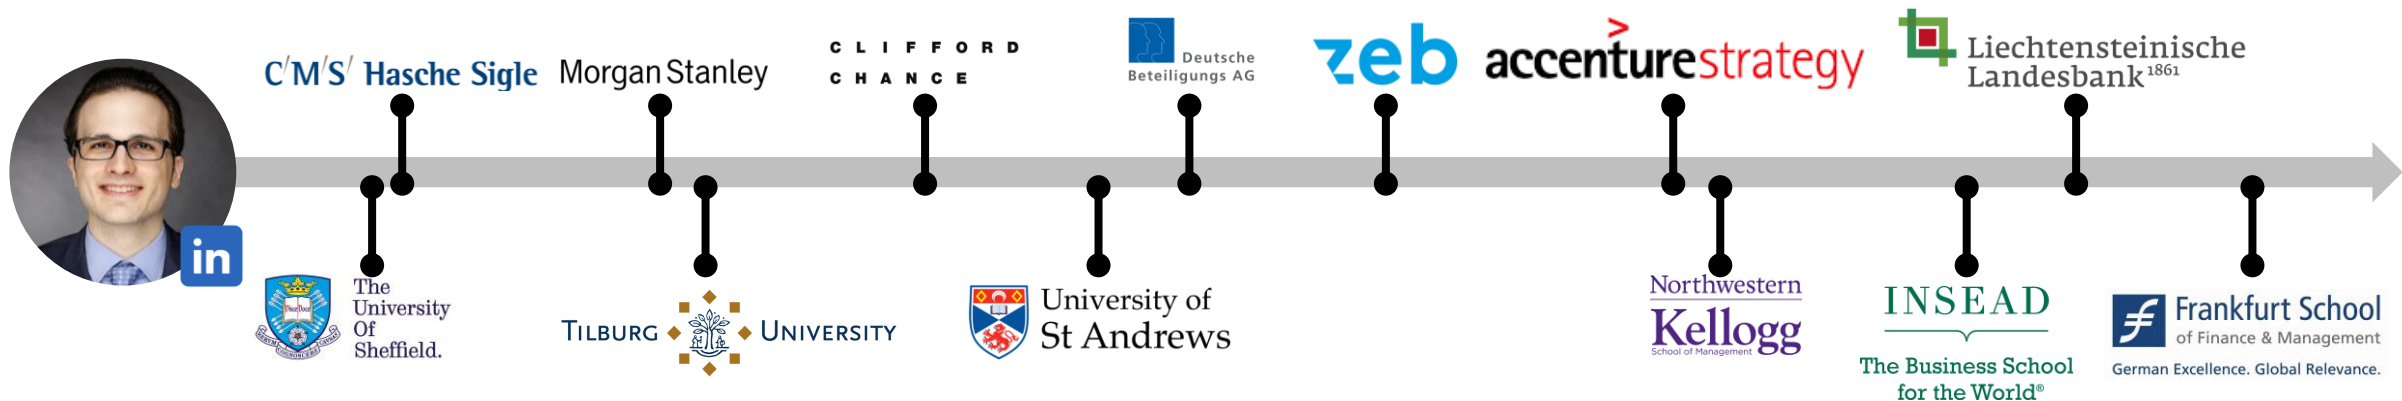 C/M/S/ Hasche Sigle
Morgan Stanley
CLIFFORD
CHANCE
Deutsche
Beteiligungs AG
zeb
accenturestrategy
Liechtensteinische
Landesbank 1861
in
The
University
Of
Sheffield.
TILBURG UNIVERSITY
University of
St Andrews
Northwestern
Kellogg
School of Management
INSEAD
The Business School
for the World®
Frankfurt School
of Finance & Management
German Excellence. Global Relevance.